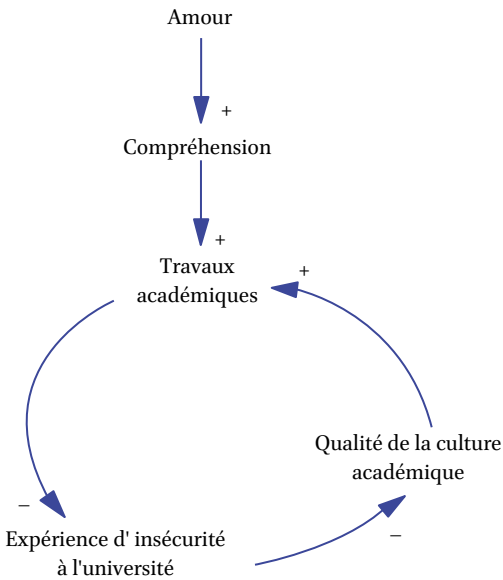 Amour
+
Compréhension
+
Travaux
académiques
+
Qualité de la culture
académique
–
Expérience d' insécurité
à l'université
–